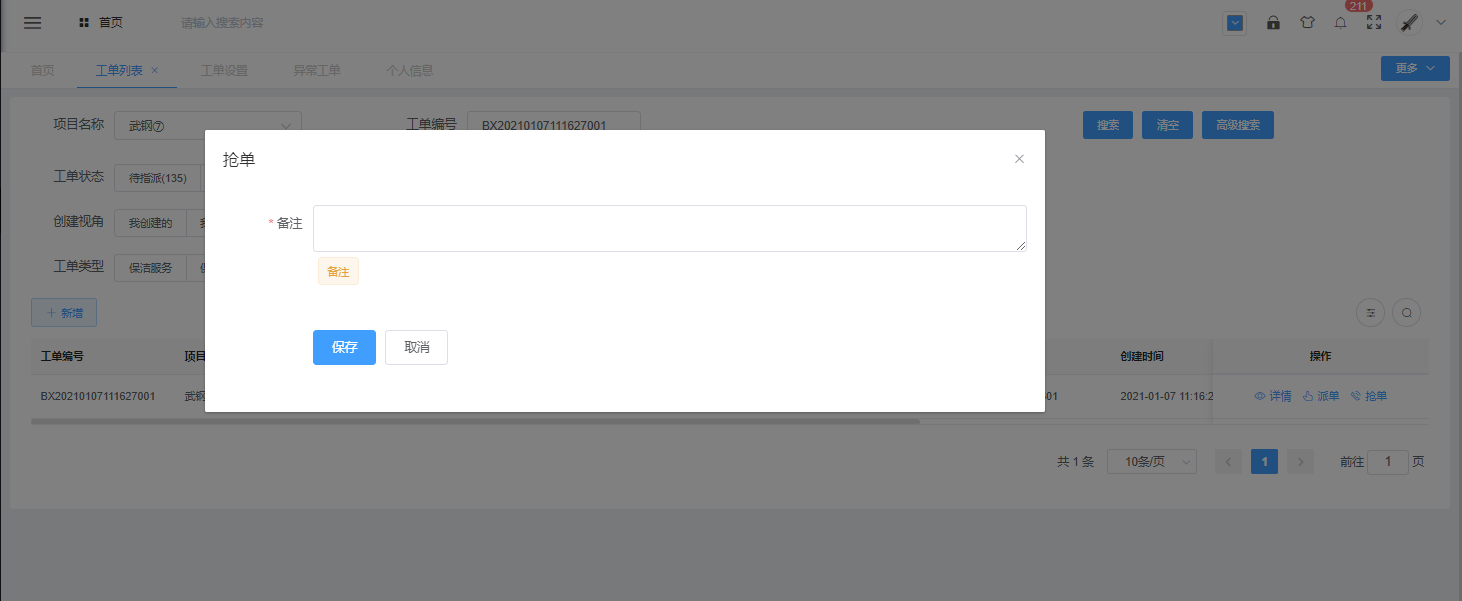 首页
请输入搜索内容
211
首页
工单列表
工单设置
异常工单
个人信息
更多
项目名称
武钢⑦
工单编号
BX20210107111627001
搜索
清空
高级搜索
抢单
工单状态
待指派(135)
创建视角
我创建的
工单类型
保洁服务
* 备注
备注
保存
取消
新增
工单编号
项目
创建时间
操作
BX20210107111627001
武钢
01
2021-01-07 11:16:2
详情
派单
抢单
共 1 条
10条/页
1
前往
1
页